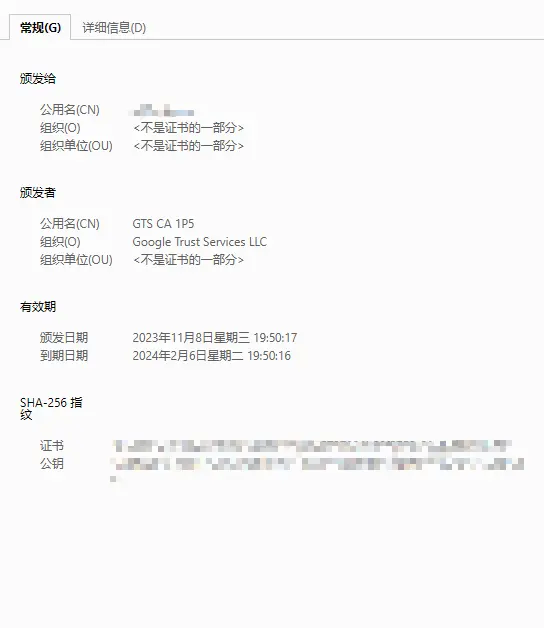 常规(G) 详细信息(D)
颁发给
公用名(CN)
组织(O) <不是证书的一部分>
组织单位(OU) <不是证书的一部分>
颁发者
公用名(CN) GTS CA 1P5
组织(O) Google Trust Services LLC
组织单位(OU) <不是证书的一部分>
有效期
颁发日期 2023年11月8日星期三 19:50:17
到期日期 2024年2月6日星期二 19:50:16
SHA-256 指
纹
证书
公钥